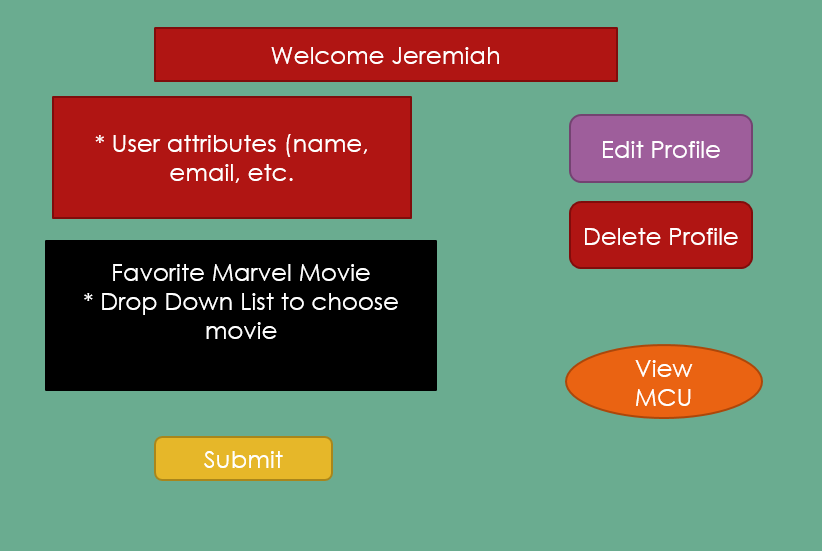 Welcome Jeremiah
* User attributes (name,
email, etc.
Edit Profile
Delete Profile
Favorite Marvel Movie
* Drop Down List to choose
movie
View
MCU
Submit